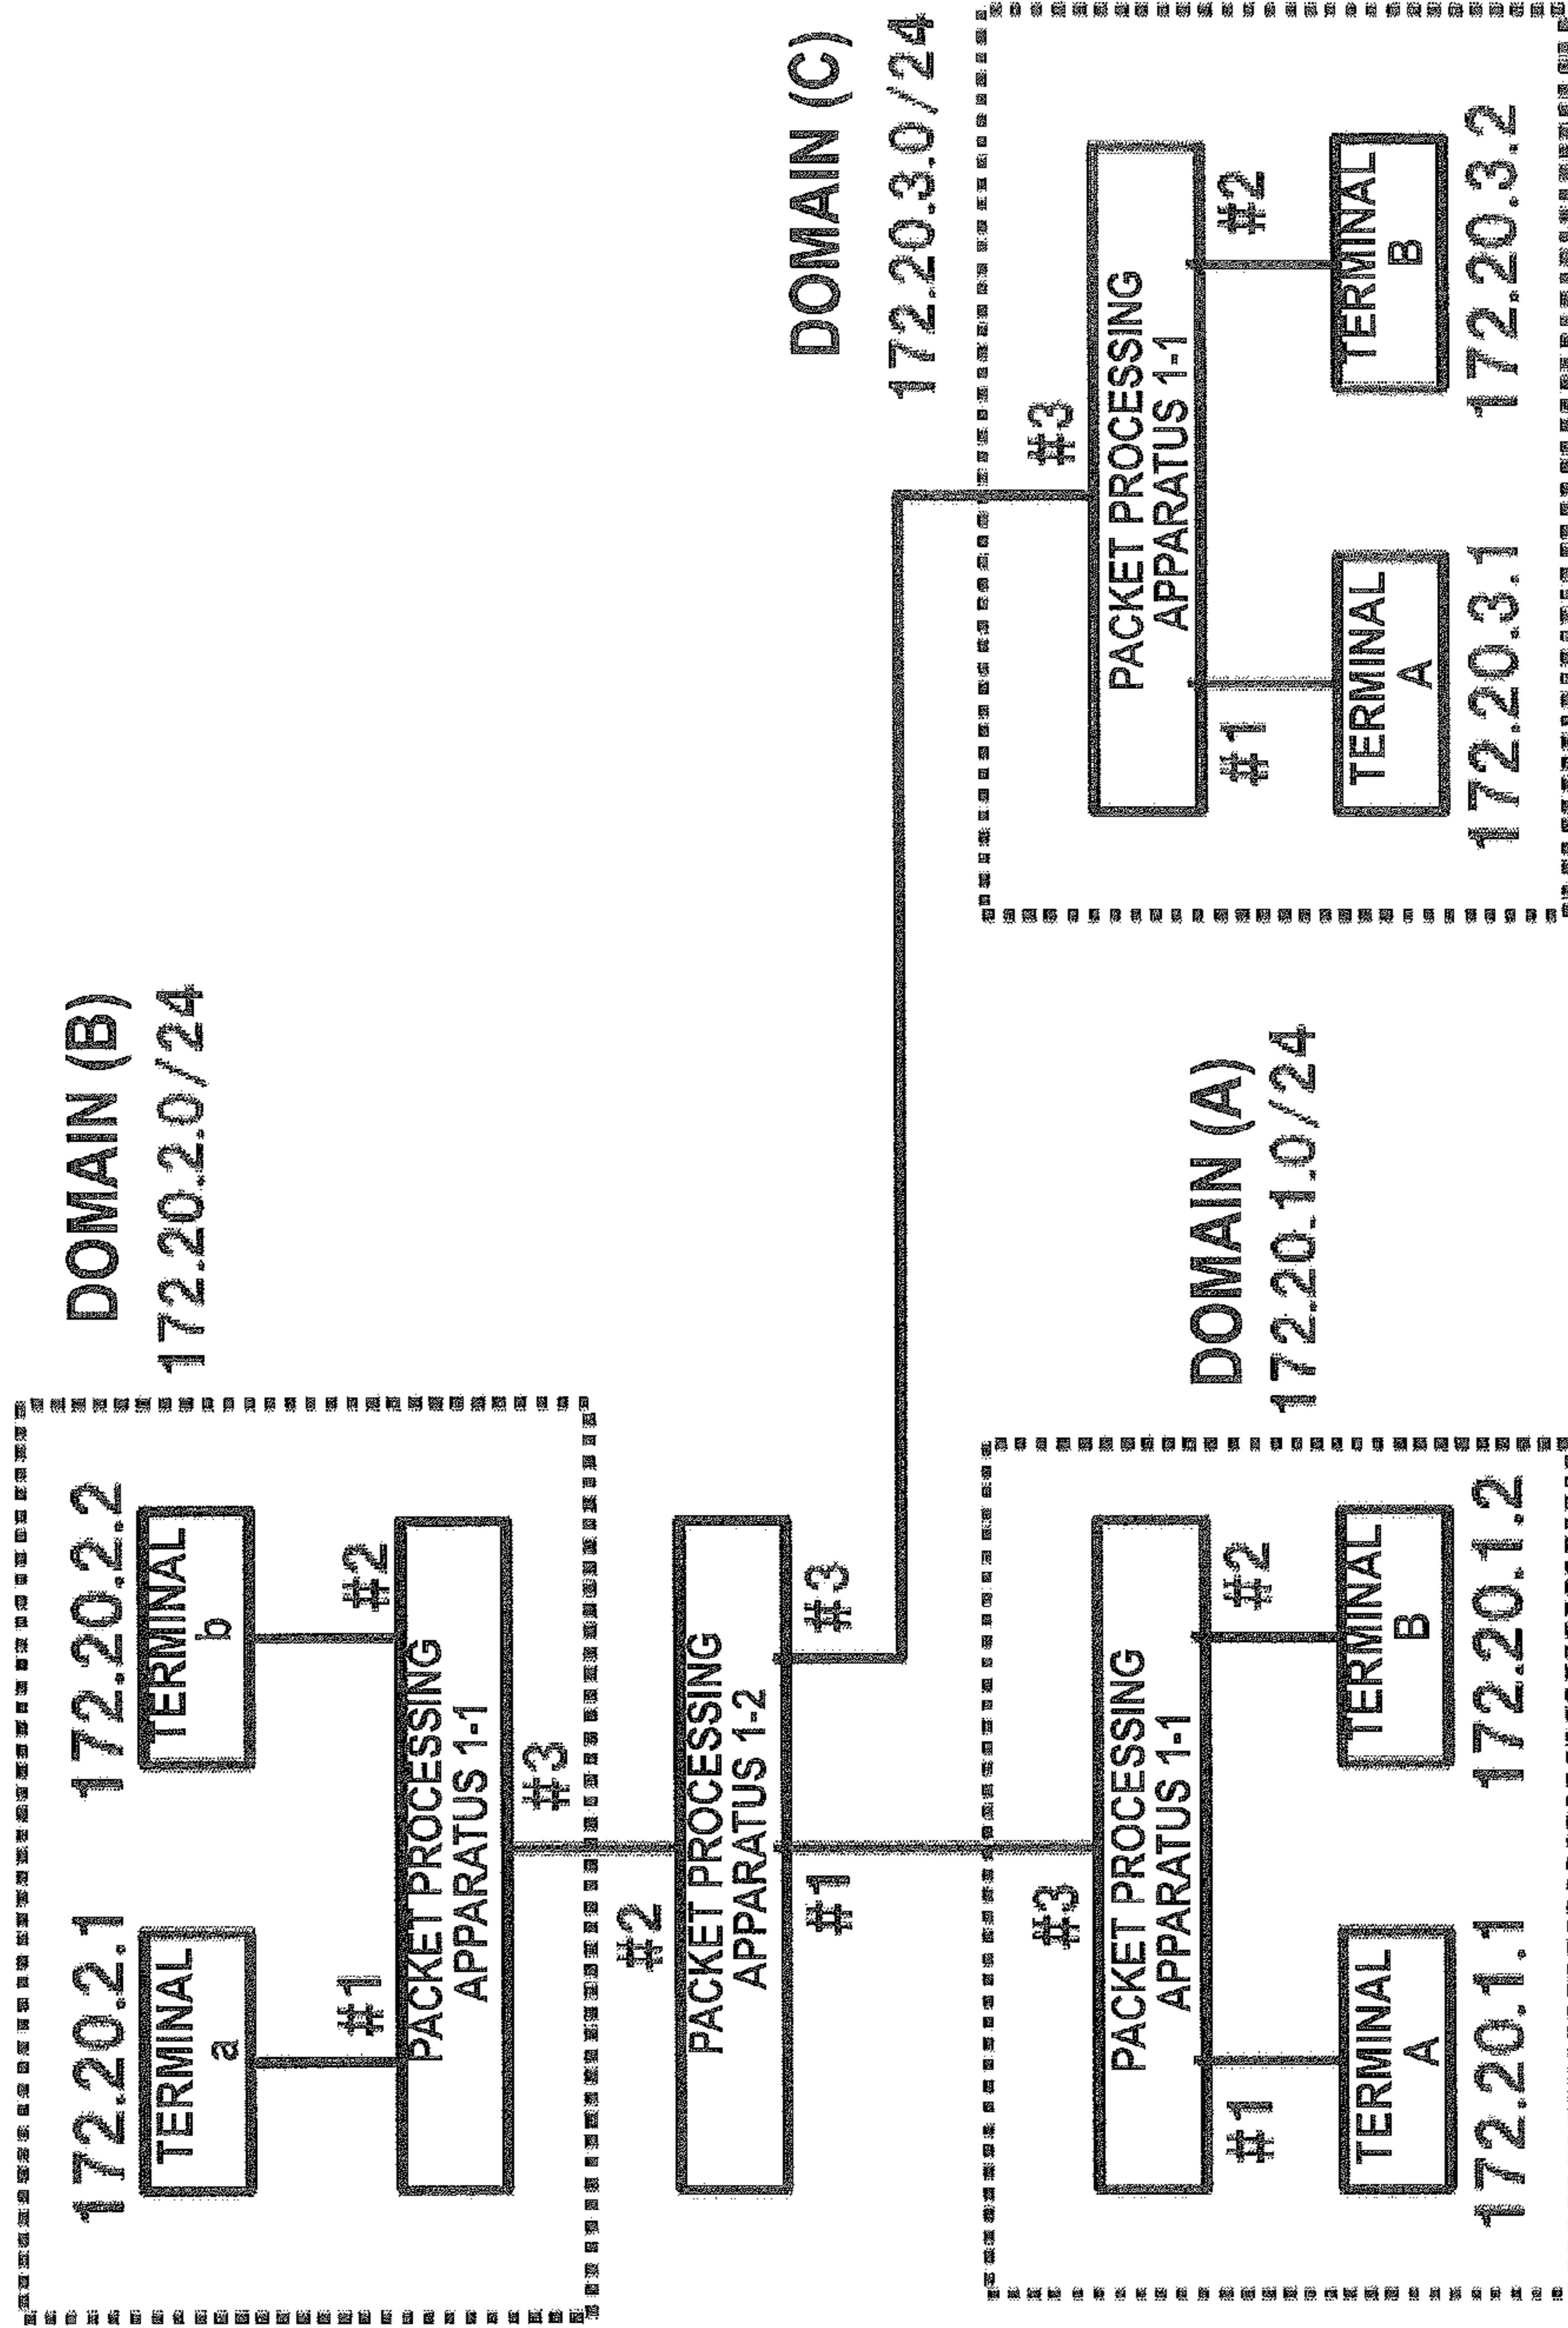 DOMAIN (B)
172.20.2.0/24
172.20.2.1
172.20.2.2
TERMINAL
a
TERMINAL
b
#1
#2
PACKET PROCESSING
APPARATUS 1-1
#3
#2
PACKET PROCESSING
APPARATUS 1-2
#1
#3
DOMAIN (C)
172.20.3.0/24
#3
PACKET PROCESSING
APPARATUS 1-1
#1
#2
TERMINAL
A
TERMINAL
B
172.20.1.1
172.20.1.2
DOMAIN (A)
172.20.1.0/24
#3
PACKET PROCESSING
APPARATUS 1-1
#1
#2
TERMINAL
A
TERMINAL
B
172.20.3.1
172.20.3.2